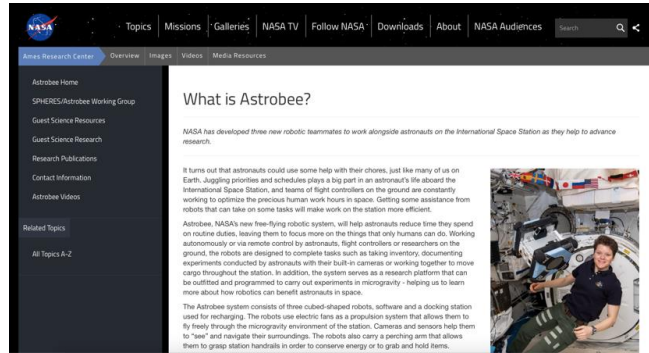 NASA
Topics Missions Galleries NASA TV Follow NASA Downloads About NASA Audiences Search
Ames Research Center Overview Images Videos Media Resources
Astrobee Home
SPHERES/Astrobee Working Group
Guest Science Resources
Guest Science Research
Research Publications
Contact Information
Astrobee Videos
Related Topics
All Topics A-Z
What is Astrobee?
NASA has developed three new robotic teammates to work alongside astronauts on the International Space Station as they help to advance
research.
It turns out that astronauts could use some help with their chores, just like many of us on
Earth. Juggling priorities and schedules plays a big part in an astronaut's life aboard the
International Space Station, and teams of flight controllers on the ground are constantly
working to optimize the precious human work hours in space. Getting some assistance from
robots that can take on some tasks will make work on the station more efficient.
Astrobee, NASA's new free-flying robotic system, will help astronauts reduce time they spend
on routine duties, leaving them to focus more on the things that only humans can do. Working
autonomously or via remote control by astronauts, flight controllers or researchers on the
ground, the robots are designed to complete tasks such as taking inventory, documenting
experiments conducted by astronauts with their built-in cameras or working together to move
cargo throughout the station. In addition, the system serves as a research platform that can
be outfitted and programmed to carry out experiments in microgravity - helping us to learn
more about how robotics can benefit astronauts in space.
The Astrobee system consists of three cubed-shaped robots, software and a docking station
used for recharging. The robots use electric fans as a propulsion system that allows them to
fly freely through the microgravity environment of the station. Cameras and sensors help them
to "see" and navigate their surroundings. The robots also carry a perching arm that allows
them to grasp station handrails in order to conserve energy or to grab and hold items.